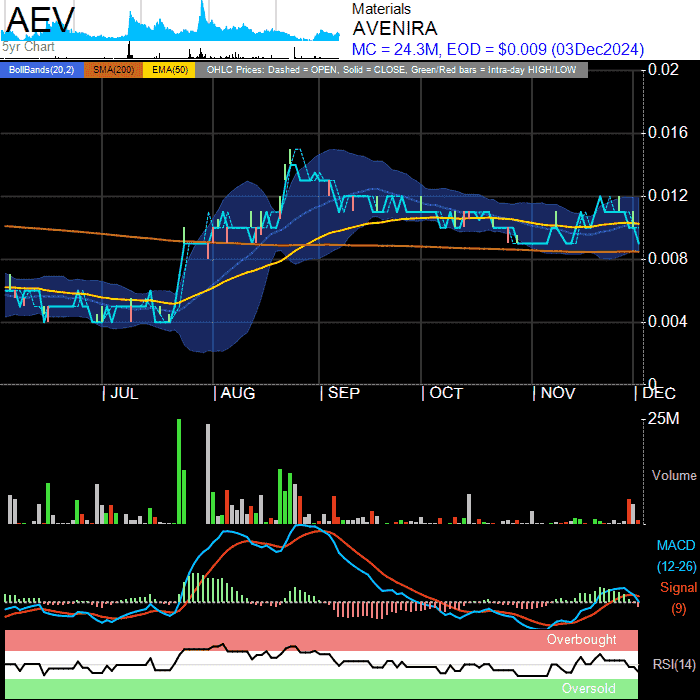 AEV
5yr Chart
Materials
AVENIRA
MC = 24.3M, EOD = $0.009 (03Dec2024)
BollBands(20,2) SMA(200) EMA(50) OHLC Prices: Dashed = OPEN, Solid = CLOSE, Green/Red bars = Intra-day HIGH/LOW
0.02
0.016
0.012
0.008
0.004
0
| JUL | AUG | SEP | OCT | NOV | DEC
25M
Volume
MACD
(12-26)
Signal
(9)
Overbought
RSI(14)
Oversold